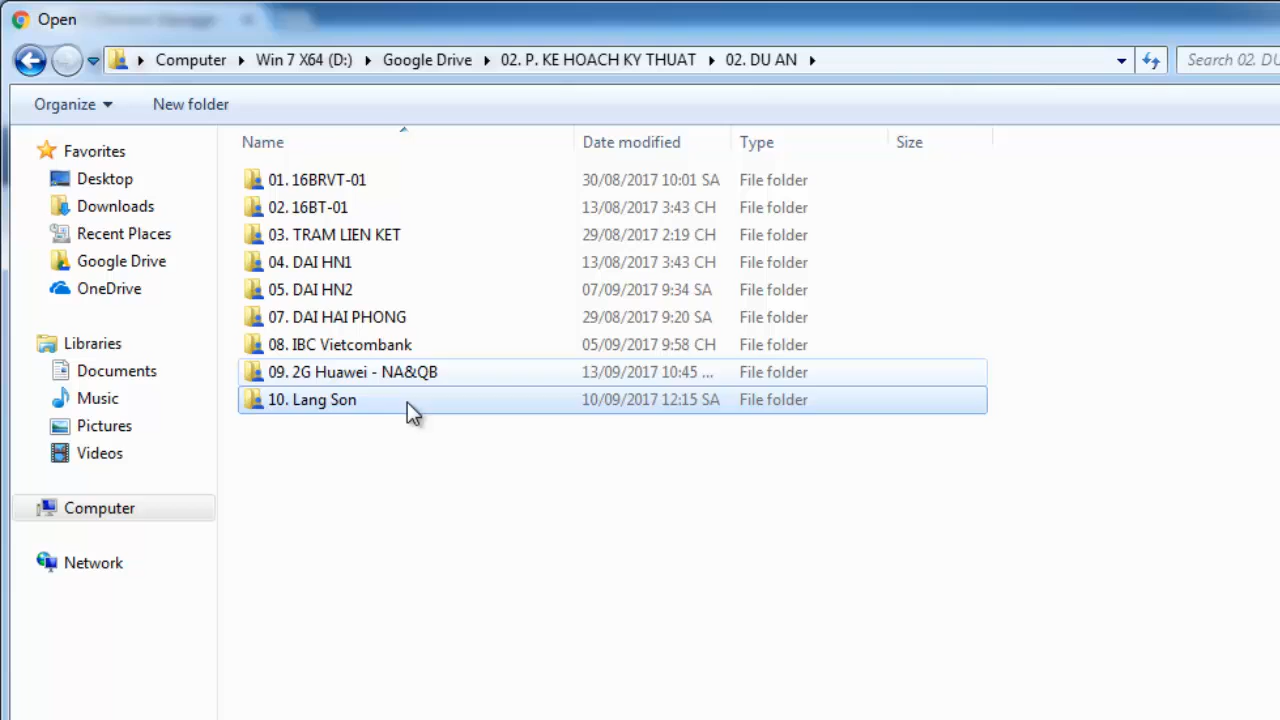 Open
Computer Win 7 X64 (D:) Google Drive 02. P. KE HOACH KY THUAT 02. DU AN Search 02. DU
Organize New folder
Name Date modified Type Size
Favorites
Desktop
Downloads
Recent Places
Google Drive
OneDrive
Libraries
Documents
Music
Pictures
Videos
Computer
Network
01. 16BRVT-01 30/08/2017 10:01 SA File folder
02. 16BT-01 13/08/2017 3:43 CH File folder
03. TRAM LIEN KET 29/08/2017 2:19 CH File folder
04. DAI HN1 13/08/2017 3:43 CH File folder
05. DAI HN2 07/09/2017 9:34 SA File folder
07. DAI HAI PHONG 29/08/2017 9:20 SA File folder
08. IBC Vietcombank 05/09/2017 9:58 CH File folder
09. 2G Huawei - NA&QB 13/09/2017 10:45 ... File folder
10. Lang Son 10/09/2017 12:15 SA File folder